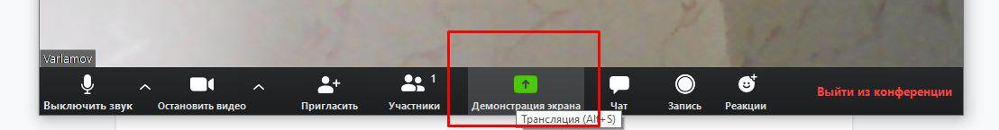 Varlamov
1
Выключить звук
Остановить видео
Пригласить
Участники
Демонстрация экрана
Чат
Запись
Реакции
Выйти из конференции
Трансляция (Alt+S)